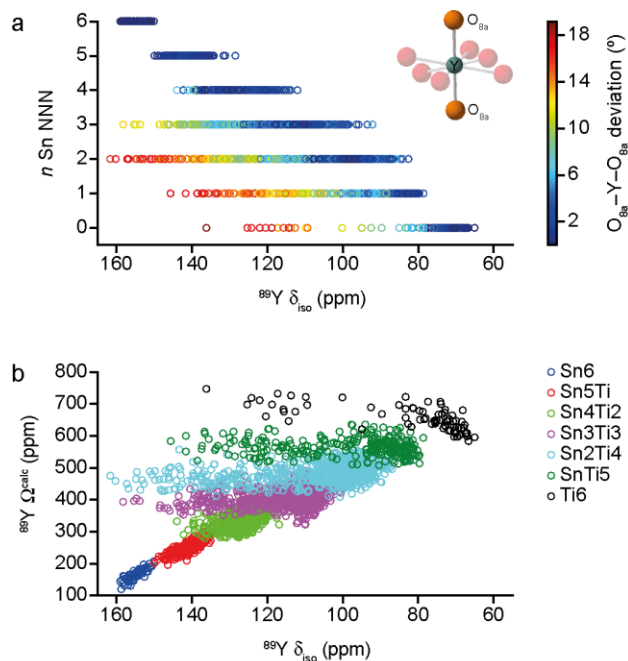 a
n Sn NNN
6
5
4
3
2
1
0
160 140 120 100 80 60
⁸⁹Y δiso (ppm)
O8a
Y
O8a
18
14
10
6
2
O8a–Y–O8a deviation (º)
b
⁸⁹Y Ωcalc (ppm)
800
700
600
500
400
300
200
100
160 140 120 100 80 60
⁸⁹Y δiso (ppm)
Sn6
Sn5Ti
Sn4Ti2
Sn3Ti3
Sn2Ti4
SnTi5
Ti6